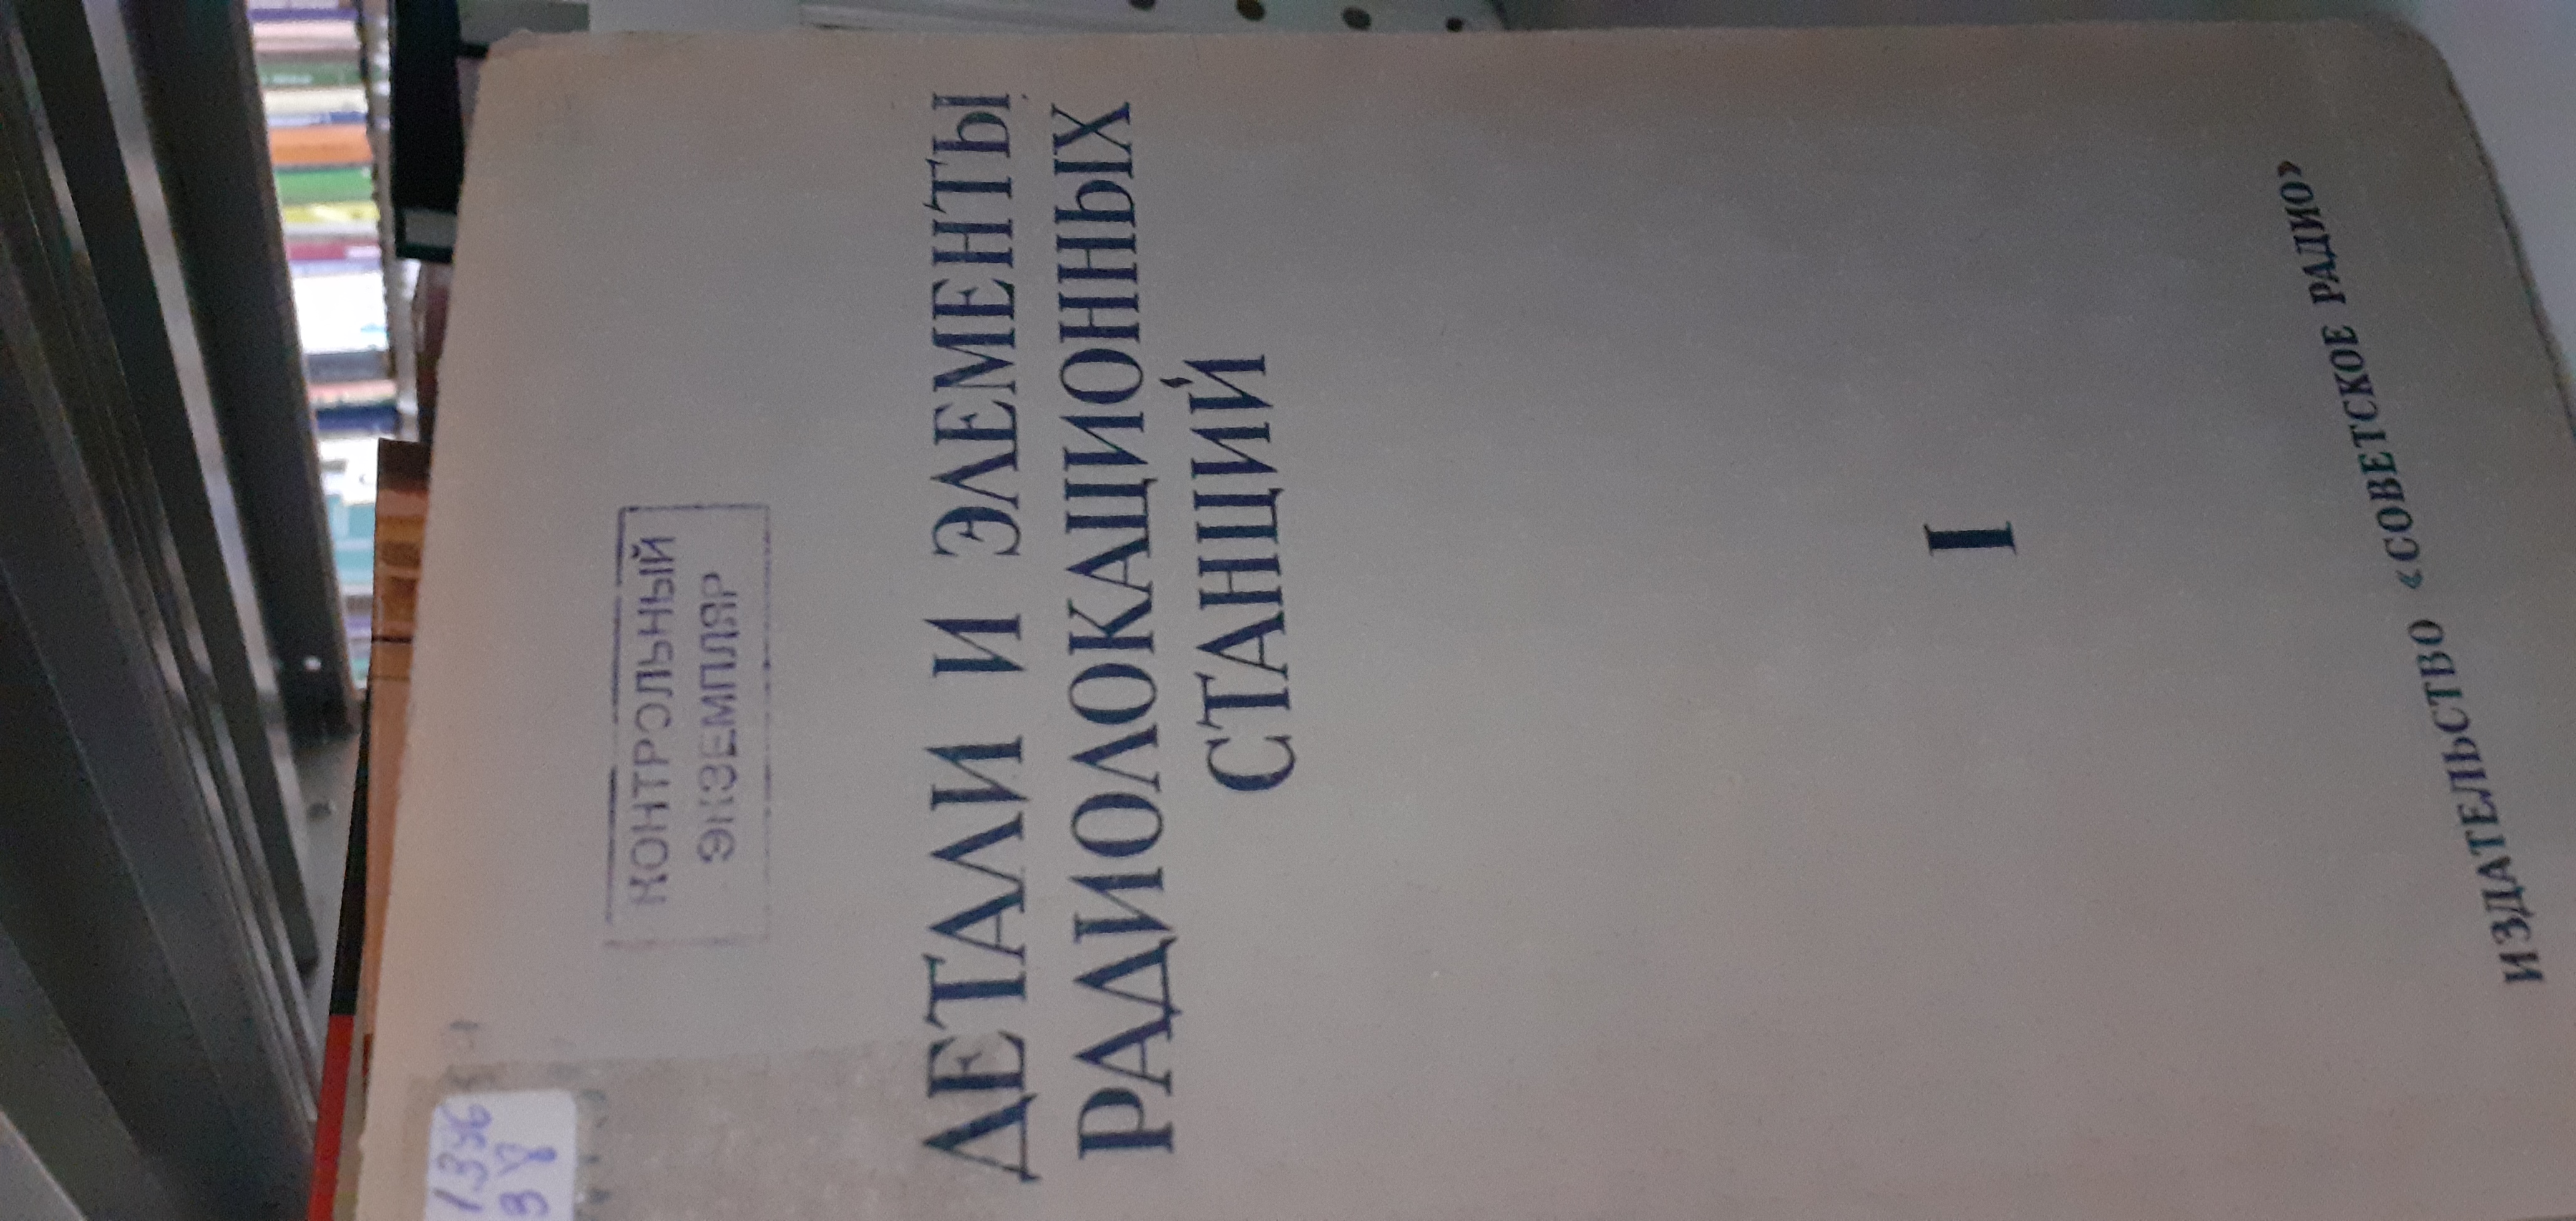 КОНТРОЛЬНЫЙ
ЭКЗЕМПЛЯР
ДЕТАЛИ И ЭЛЕМЕНТЫ
РАДИОЛОКАЦИОННЫХ
СТАНЦИЙ
I
ИЗДАТЕЛЬСТВО «СОВЕТСКОЕ РАДИО»